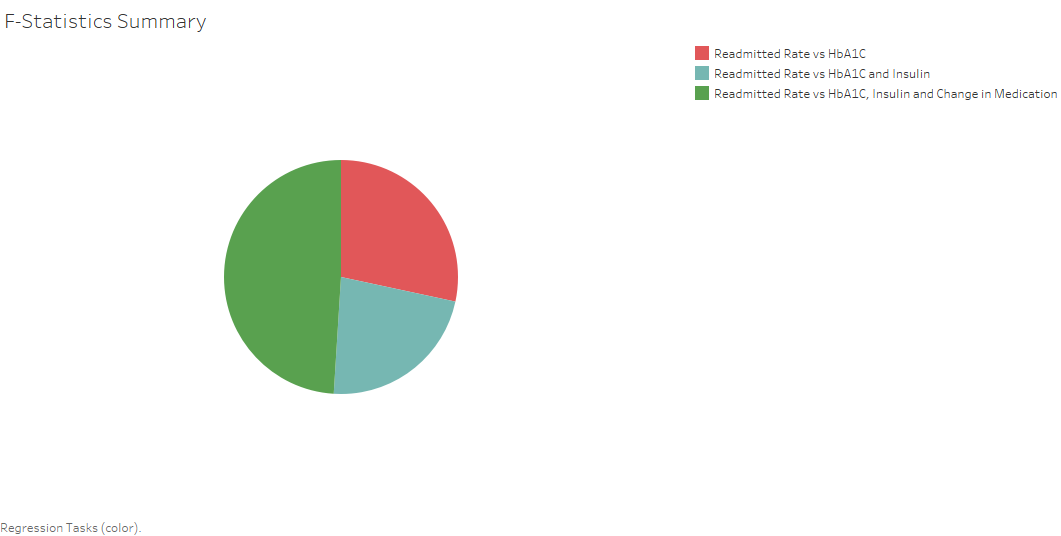 F-Statistics Summary
Readmitted Rate vs HbA1C
Readmitted Rate vs HbA1C and Insulin
Readmitted Rate vs HbA1C, Insulin and Change in Medication
Regression Tasks (color).